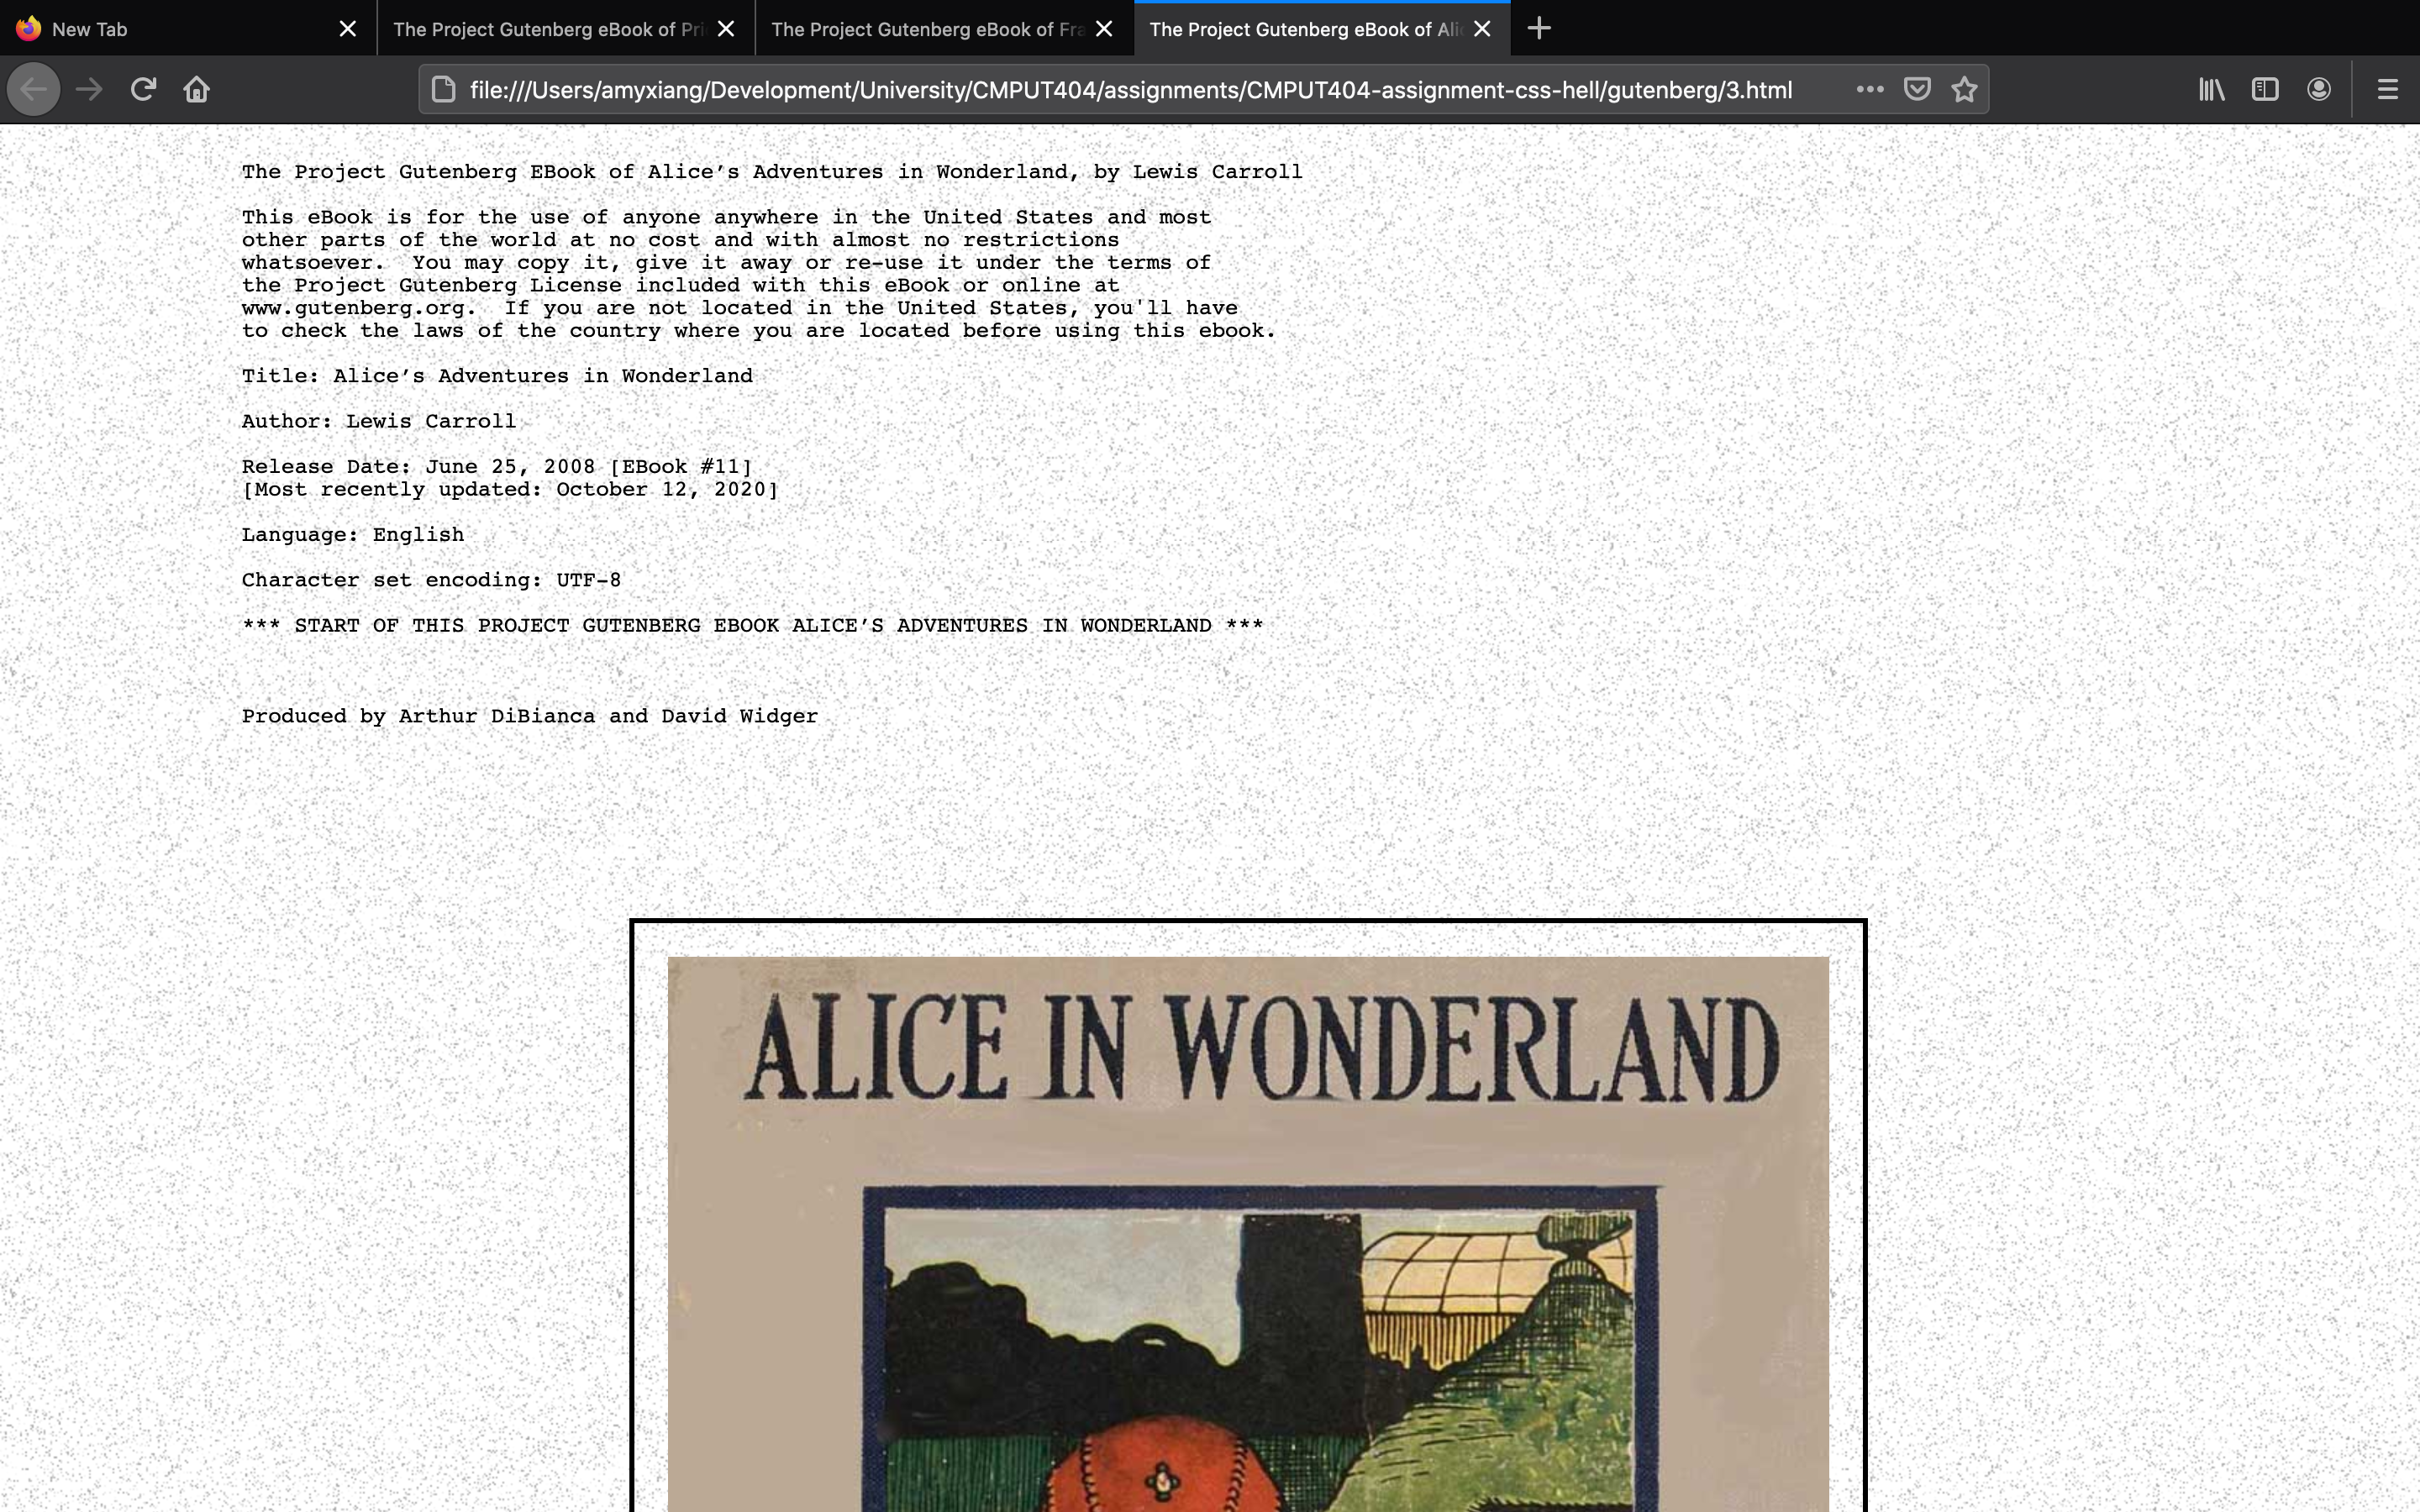 New Tab
The Project Gutenberg eBook of Pri
The Project Gutenberg eBook of Fra
The Project Gutenberg eBook of Ali
file:///Users/amyxiang/Development/University/CMPUT404/assignments/CMPUT404-assignment-css-hell/gutenberg/3.html
The Project Gutenberg EBook of Alice’s Adventures in Wonderland, by Lewis Carroll
This eBook is for the use of anyone anywhere in the United States and most
other parts of the world at no cost and with almost no restrictions
whatsoever.  You may copy it, give it away or re-use it under the terms of
the Project Gutenberg License included with this eBook or online at
www.gutenberg.org.  If you are not located in the United States, you'll have
to check the laws of the country where you are located before using this ebook.
Title: Alice’s Adventures in Wonderland
Author: Lewis Carroll
Release Date: June 25, 2008 [EBook #11]
[Most recently updated: October 12, 2020]
Language: English
Character set encoding: UTF-8
*** START OF THIS PROJECT GUTENBERG EBOOK ALICE’S ADVENTURES IN WONDERLAND ***
Produced by Arthur DiBianca and David Widger
ALICE IN WONDERLAND